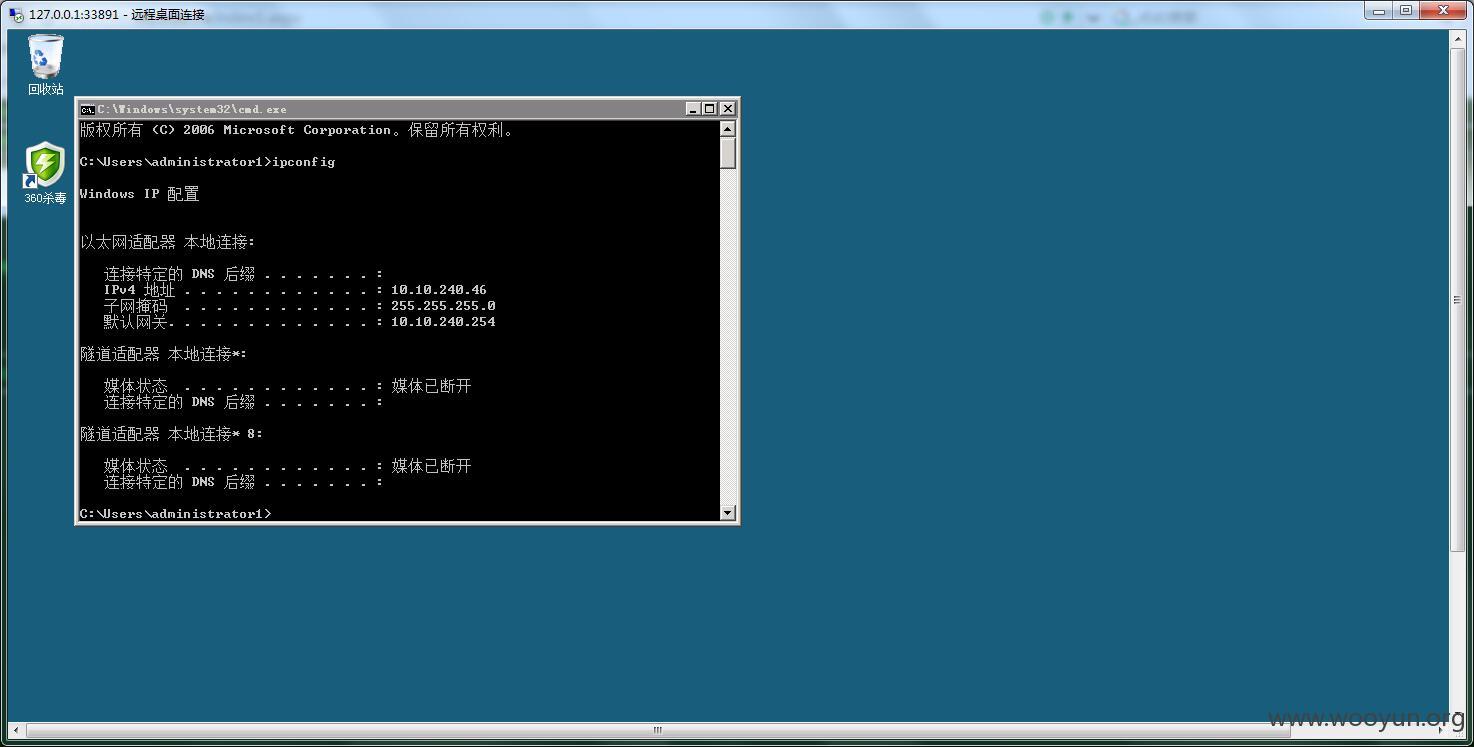 127.0.0.1:33891 - 远程桌面连接
回收站
360杀毒
C:\Windows\system32\cmd.exe
版权所有 (C) 2006 Microsoft Corporation。保留所有权利。
C:\Users\administrator1>ipconfig
Windows IP 配置
以太网适配器 本地连接:
连接特定的 DNS 后缀 . . . . . . . :
IPv4 地址 . . . . . . . . . . . . : 10.10.240.46
子网掩码 . . . . . . . . . . . . : 255.255.255.0
默认网关. . . . . . . . . . . . . : 10.10.240.254
隧道适配器 本地连接*:
媒体状态 . . . . . . . . . . . . : 媒体已断开
连接特定的 DNS 后缀 . . . . . . . :
隧道适配器 本地连接* 8:
媒体状态 . . . . . . . . . . . . : 媒体已断开
连接特定的 DNS 后缀 . . . . . . . :
C:\Users\administrator1>
www.wooyun.org